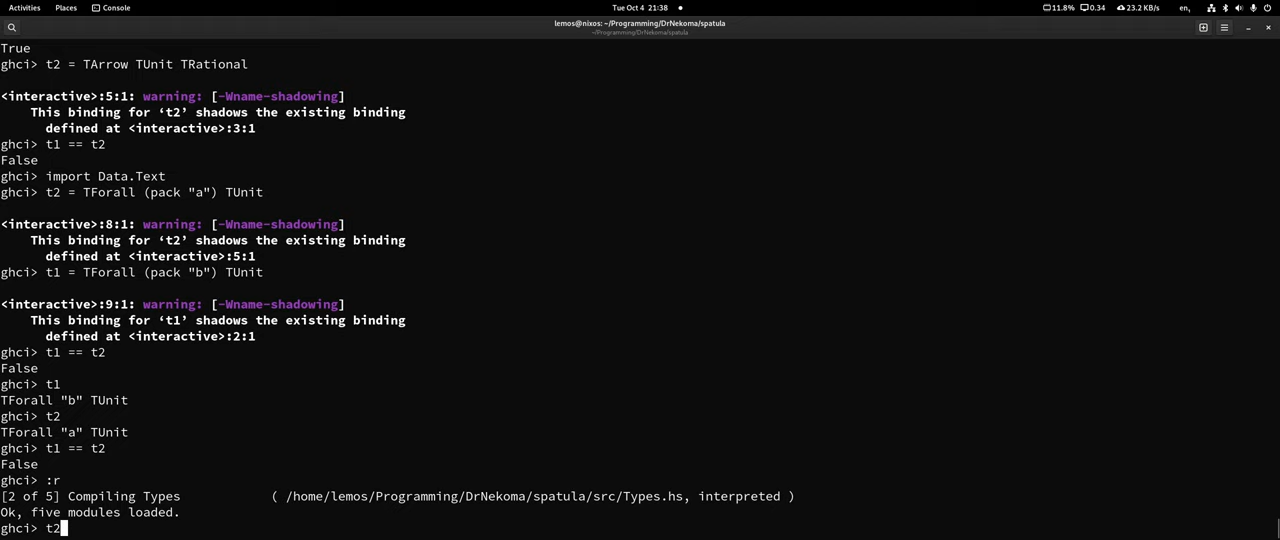 Activities Places Console Tue Oct 4 21:38 11.8% 0.34 23.2 KB/s en
lemos@nixos: ~/Programming/DrNekoma/spatula
~/Programming/DrNekoma/spatula
True
ghci> t2 = TArrow TUnit TRational
<interactive>:5:1: warning: [-Wname-shadowing]
This binding for ‘t2’ shadows the existing binding
defined at <interactive>:3:1
ghci> t1 == t2
False
ghci> import Data.Text
ghci> t2 = TForall (pack "a") TUnit
<interactive>:8:1: warning: [-Wname-shadowing]
This binding for ‘t2’ shadows the existing binding
defined at <interactive>:5:1
ghci> t1 = TForall (pack "b") TUnit
<interactive>:9:1: warning: [-Wname-shadowing]
This binding for ‘t1’ shadows the existing binding
defined at <interactive>:2:1
ghci> t1 == t2
False
ghci> t1
TForall "b" TUnit
ghci> t2
TForall "a" TUnit
ghci> t1 == t2
False
ghci> :r
[2 of 5] Compiling Types ( /home/lemos/Programming/DrNekoma/spatula/src/Types.hs, interpreted )
Ok, five modules loaded.
ghci> t2